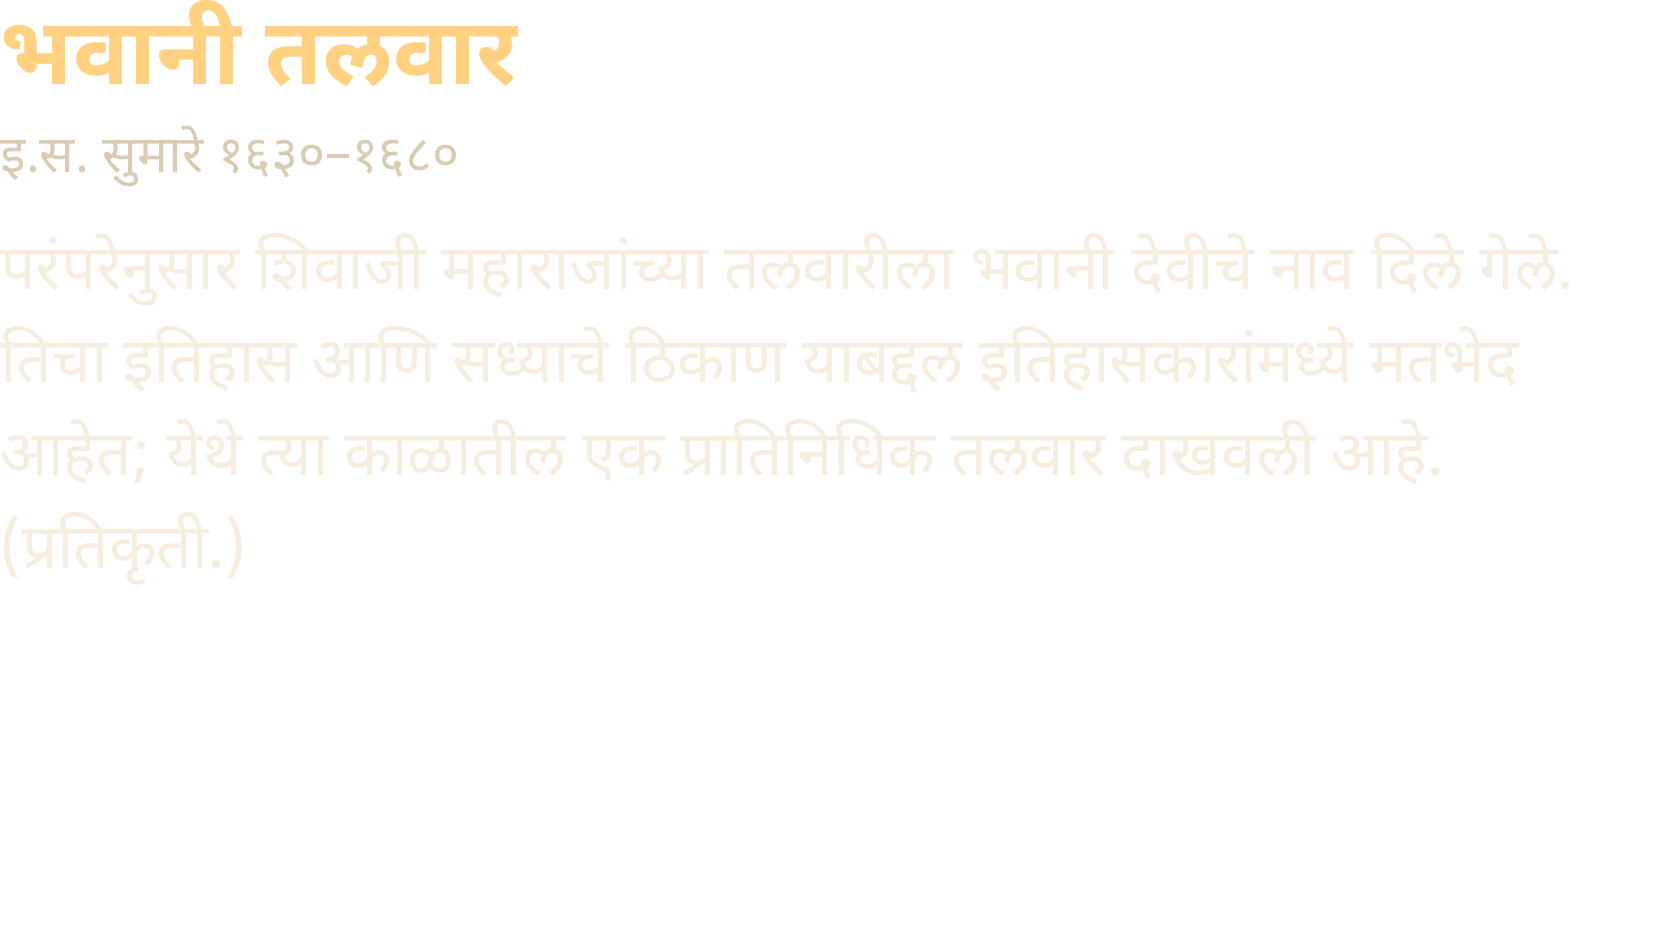 भवानी तलवार
इ.स. सुमारे १६३०–१६८०
परंपरेनुसार शिवाजी महाराजांच्या तलवारीला भवानी देवीचे नाव दिले गेले.
तिचा इतिहास आणि सध्याचे ठिकाण याबद्दल इतिहासकारांमध्ये मतभेद
आहेत; येथे त्या काळातील एक प्रातिनिधिक तलवार दाखवली आहे.
(प्रतिकृती.)